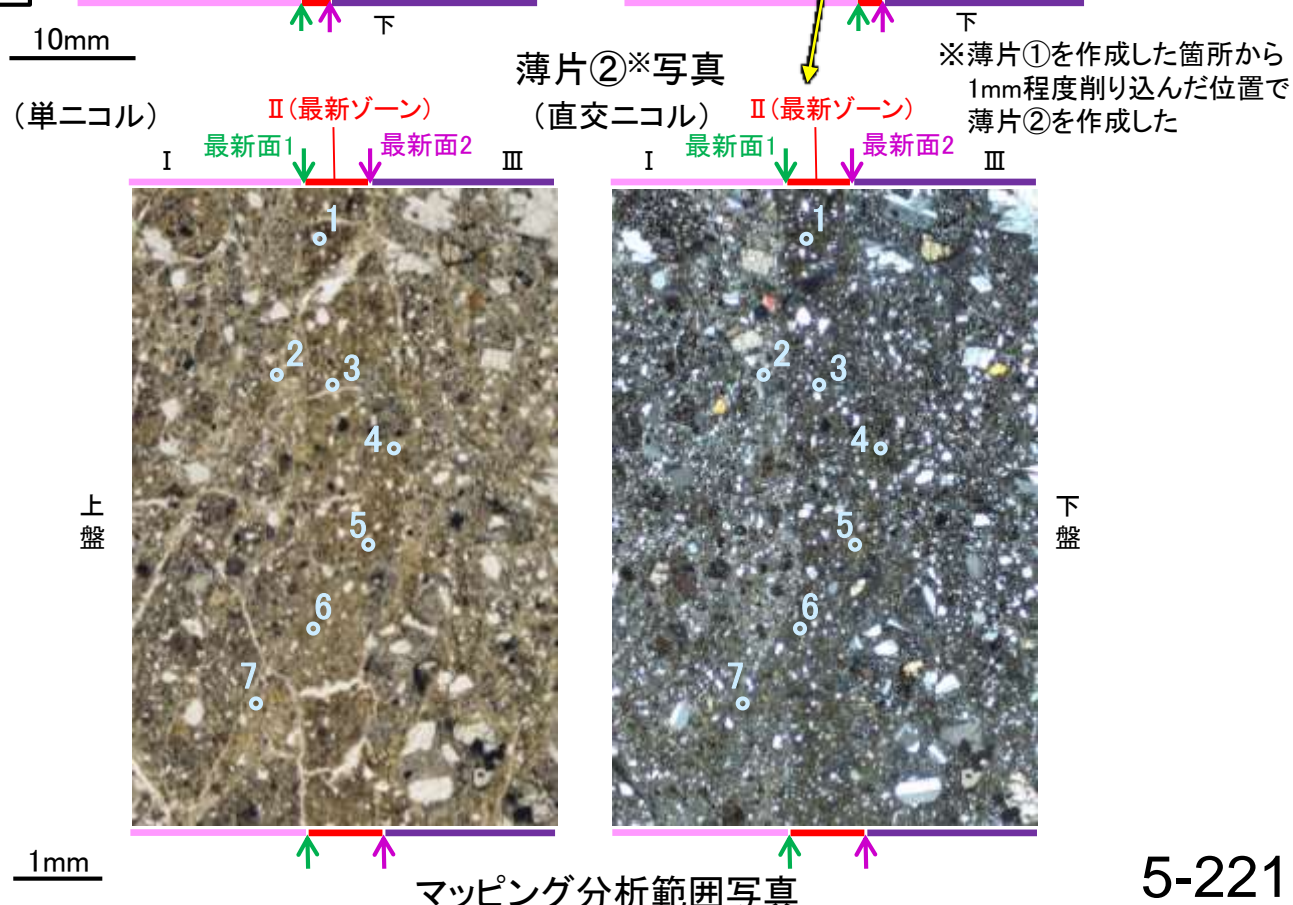 下
下
10mm
薄片②※写真
※薄片①を作成した箇所から
1mm程度削り込んだ位置で
薄片②を作成した
(単ニコル)
Ⅱ(最新ゾーン)
最新面1
最新面2
Ⅰ
Ⅲ
(直交ニコル)
Ⅱ(最新ゾーン)
最新面1
最新面2
Ⅰ
Ⅲ
1
2
3
4
5
6
7
1
2
3
4
5
6
7
上盤
下盤
1mm
マッピング分析範囲写真
5-221